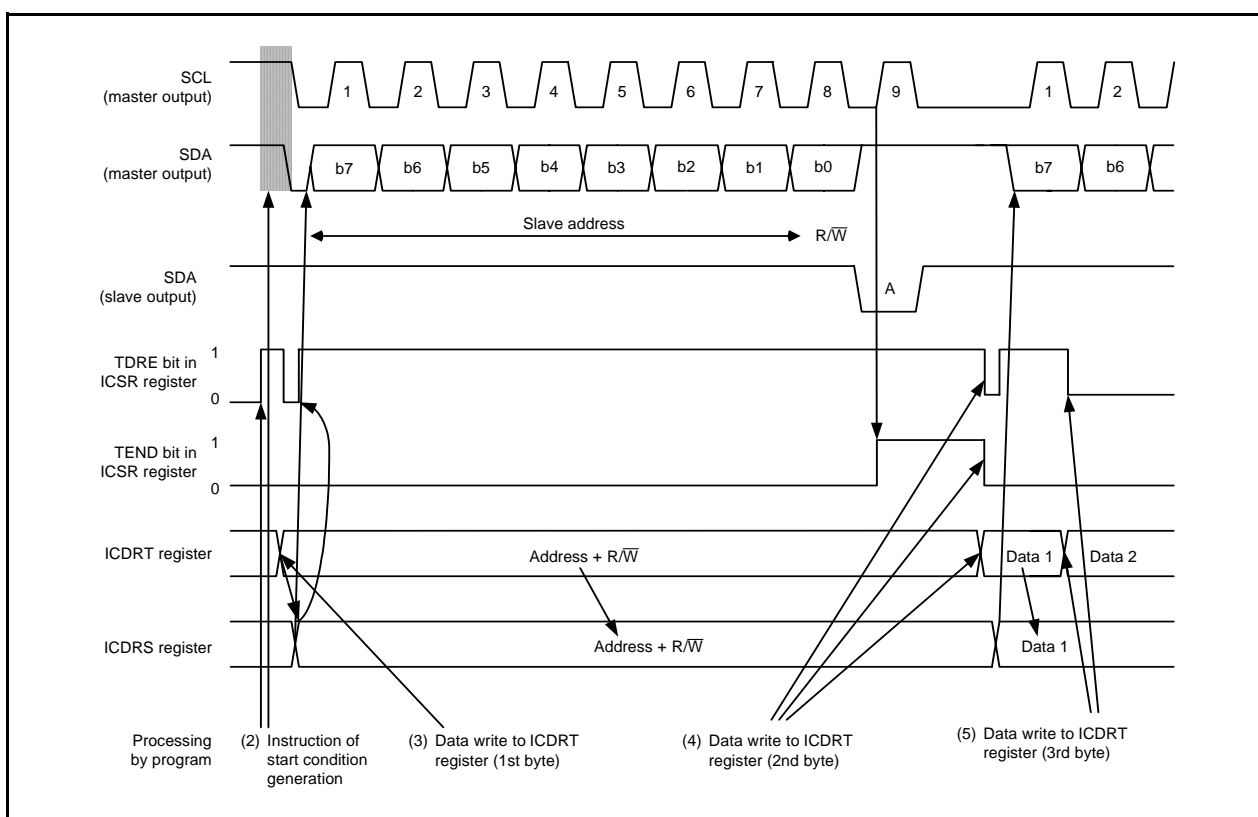 SCL
(master output)
1 2 3 4 5 6 7 8 9 1 2
SDA
(master output)
b7 b6 b5 b4 b3 b2 b1 b0 b7 b6
Slave address
R/W̅
SDA
(slave output)
A
TDRE bit in
ICSR register
1
0
TEND bit in
ICSR register
1
0
ICDRT register
Address + R/W̅
Data 1
Data 2
ICDRS register
Address + R/W̅
Data 1
Processing
by program
(2) Instruction of
start condition
generation
(3) Data write to ICDRT
register (1st byte)
(4) Data write to ICDRT
register (2nd byte)
(5) Data write to ICDRT
register (3rd byte)